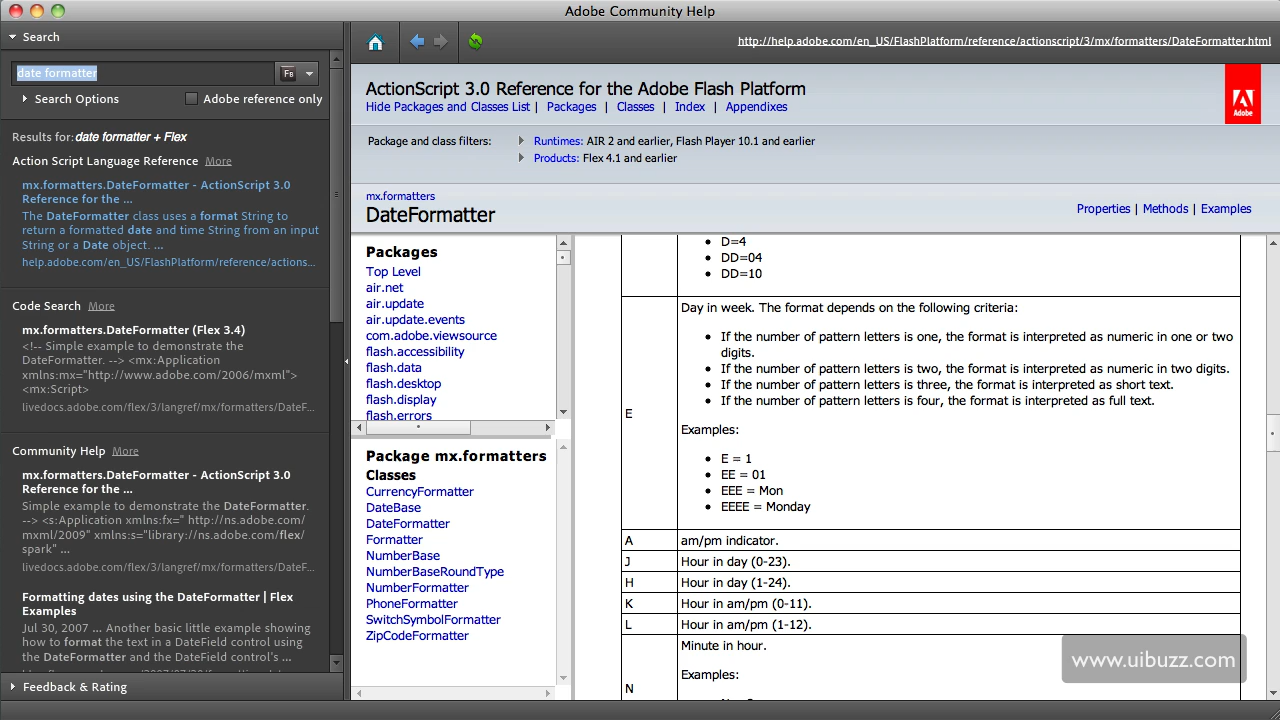 Adobe Community Help
Search
date formatter
Fb
Search Options
Adobe reference only
Results for: date formatter + Flex
Action Script Language Reference More
mx.formatters.DateFormatter - ActionScript 3.0
Reference for the ...
The DateFormatter class uses a format String to
return a formatted date and time String from an input
String or a Date object. ...
help.adobe.com/en_US/FlashPlatform/reference/actions...
Code Search More
mx.formatters.DateFormatter (Flex 3.4)
<!-- Simple example to demonstrate the
DateFormatter. --> <mx:Application
xmlns:mx="http://www.adobe.com/2006/mxml">
<mx:Script>
livedocs.adobe.com/flex/3/langref/mx/formatters/DateF...
Community Help More
mx.formatters.DateFormatter - ActionScript 3.0
Reference for the ...
Simple example to demonstrate the DateFormatter.
--> <s:Application xmlns:fx=" http://ns.adobe.com/
mxml/2009" xmlns:s="library://ns.adobe.com/flex/
spark" ...
livedocs.adobe.com/flex/3/langref/mx/formatters/DateF...
Formatting dates using the DateFormatter | Flex
Examples
Jul 30, 2007 ... Another basic little example showing
how to format the text in a DateField control using
the DateFormatter and the DateField control's ...
Feedback & Rating
http://help.adobe.com/en_US/FlashPlatform/reference/actionscript/3/mx/formatters/DateFormatter.html
ActionScript 3.0 Reference for the Adobe Flash Platform
Hide Packages and Classes List | Packages | Classes | Index | Appendixes
Adobe
Package and class filters:
Runtimes: AIR 2 and earlier, Flash Player 10.1 and earlier
Products: Flex 4.1 and earlier
mx.formatters
DateFormatter
Properties | Methods | Examples
Packages
Top Level
air.net
air.update
air.update.events
com.adobe.viewsource
flash.accessibility
flash.data
flash.desktop
flash.display
flash.errors
Package mx.formatters
Classes
CurrencyFormatter
DateBase
DateFormatter
Formatter
NumberBase
NumberBaseRoundType
NumberFormatter
PhoneFormatter
SwitchSymbolFormatter
ZipCodeFormatter
• D=4
• DD=04
• DD=10
E
Day in week. The format depends on the following criteria:
• If the number of pattern letters is one, the format is interpreted as numeric in one or two
digits.
• If the number of pattern letters is two, the format is interpreted as numeric in two digits.
• If the number of pattern letters is three, the format is interpreted as short text.
• If the number of pattern letters is four, the format is interpreted as full text.
Examples:
• E = 1
• EE = 01
• EEE = Mon
• EEEE = Monday
A am/pm indicator.
J Hour in day (0-23).
H Hour in day (1-24).
K Hour in am/pm (0-11).
L Hour in am/pm (1-12).
N
Minute in hour.
Examples:
www.uibuzz.com